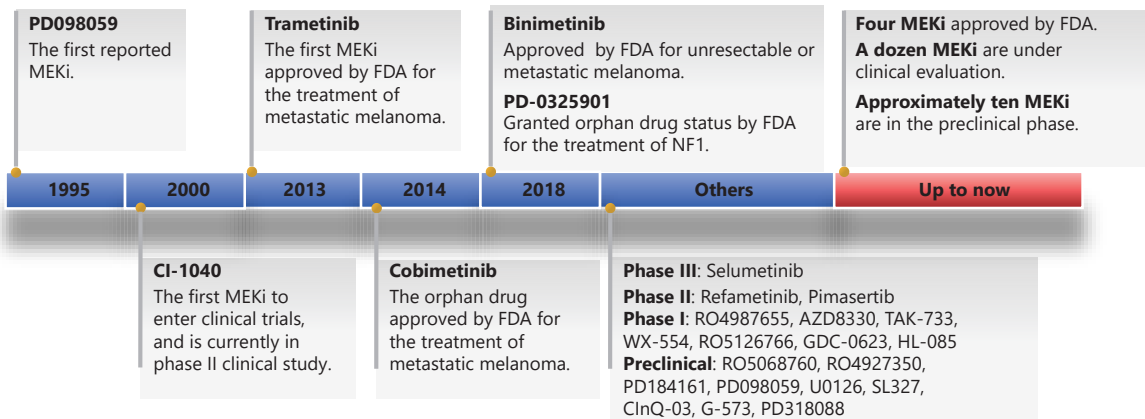 PD098059
The first reported
MEKi.
Trametinib
The first MEKi
approved by FDA for
the treatment of
metastatic melanoma.
Binimetinib
Approved by FDA for unresectable or
metastatic melanoma.
PD-0325901
Granted orphan drug status by FDA
for the treatment of NF1.
Four MEKi approved by FDA.
A dozen MEKi are under
clinical evaluation.
Approximately ten MEKi
are in the preclinical phase.
1995 2000 2013 2014 2018 Others Up to now
CI-1040
The first MEKi to
enter clinical trials,
and is currently in
phase II clinical study.
Cobimetinib
The orphan drug
approved by FDA for
the treatment of
metastatic melanoma.
Phase III: Selumetinib
Phase II: Refametinib, Pimasertib
Phase I: RO4987655, AZD8330, TAK-733,
WX-554, RO5126766, GDC-0623, HL-085
Preclinical: RO5068760, RO4927350,
PD184161, PD098059, U0126, SL327,
CInQ-03, G-573, PD318088